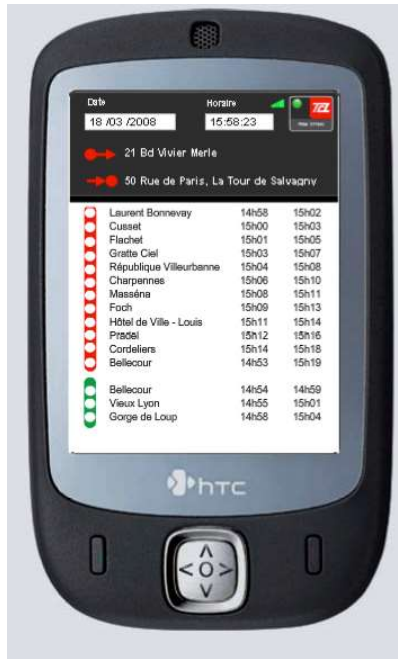 Date Horaire
18 /03 /2008 15:58:23 TCL
21 Bd Vivier Merle
50 Rue de Paris, La Tour de Salvagny
Laurent Bonnevay 14h58 15h02
Cusset 15h00 15h03
Flachet 15h01 15h05
Gratte Ciel 15h03 15h07
République Villeurbanne 15h04 15h08
Charpennes 15h06 15h10
Masséna 15h08 15h11
Foch 15h09 15h13
Hôtel de Ville - Louis 15h11 15h14
Pradel 15h12 15h16
Cordeliers 15h14 15h18
Bellecour 14h53 15h19
Bellecour 14h54 14h59
Vieux Lyon 14h55 15h01
Gorge de Loup 14h58 15h04
htc